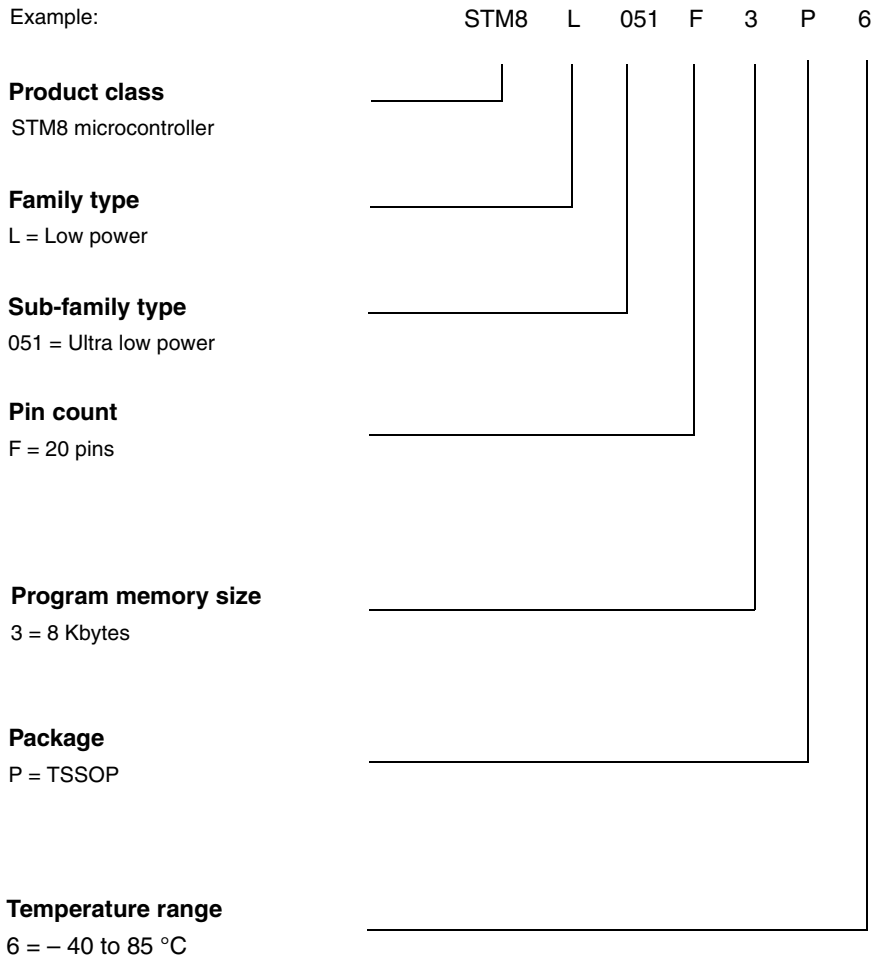 Example: STM8 L 051 F 3 P 6
Product class
STM8 microcontroller
Family type
L = Low power
Sub-family type
051 = Ultra low power
Pin count
F = 20 pins
Program memory size
3 = 8 Kbytes
Package
P = TSSOP
Temperature range
6 = – 40 to 85 °C